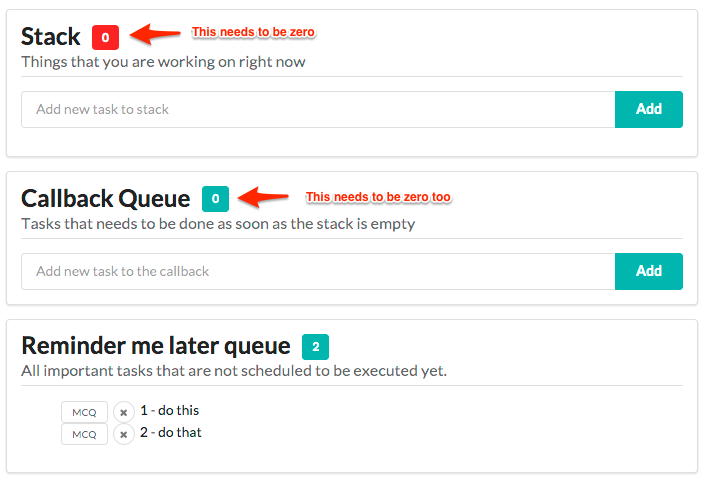 Stack 0 This needs to be zero
Things that you are working on right now
Add new task to stack Add
Callback Queue 0 This needs to be zero too
Tasks that needs to be done as soon as the stack is empty
Add new task to the callback Add
Reminder me later queue 2
All important tasks that are not scheduled to be executed yet.
MCQ × 1 - do this
MCQ × 2 - do that